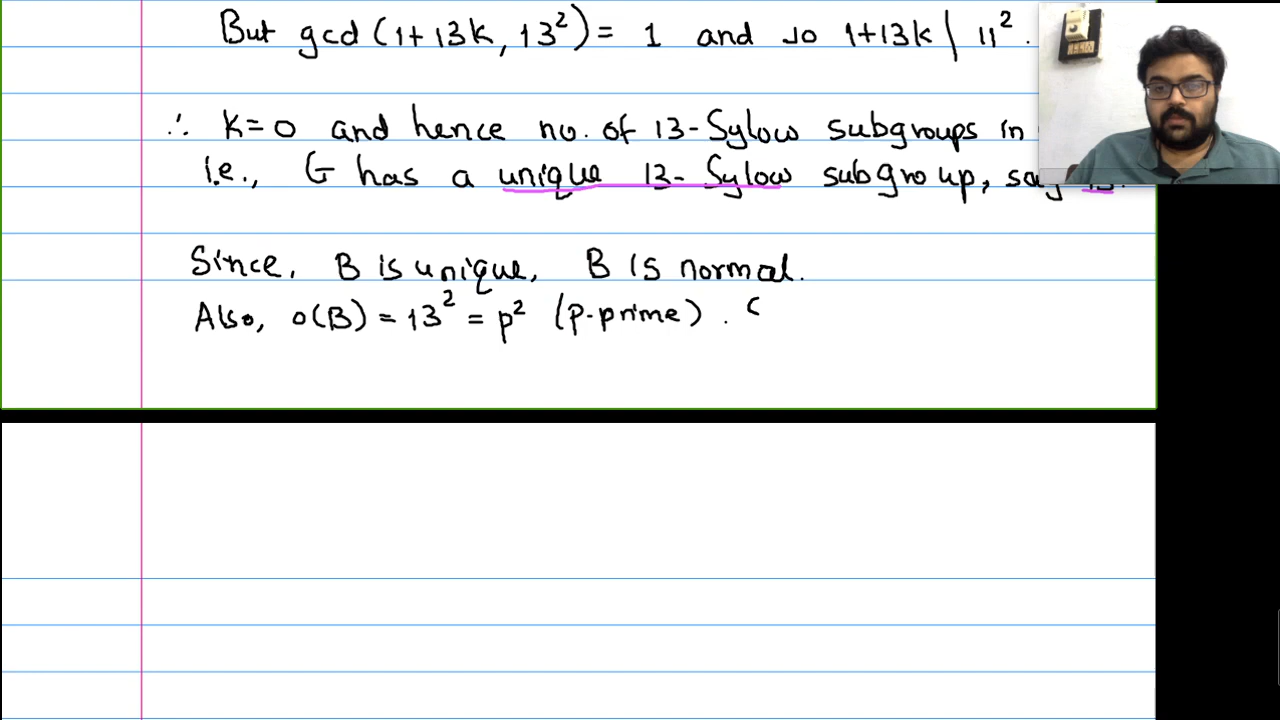 But gcd (1+13k, 13²) = 1 and so 1+13k | 11².
∴ k=0 and hence no. of 13-Sylow subgroups in
i.e., G has a unique 13-Sylow subgroup, say
Since, B is unique, B is normal.
Also, o(B) = 13² = p² (p-prime).